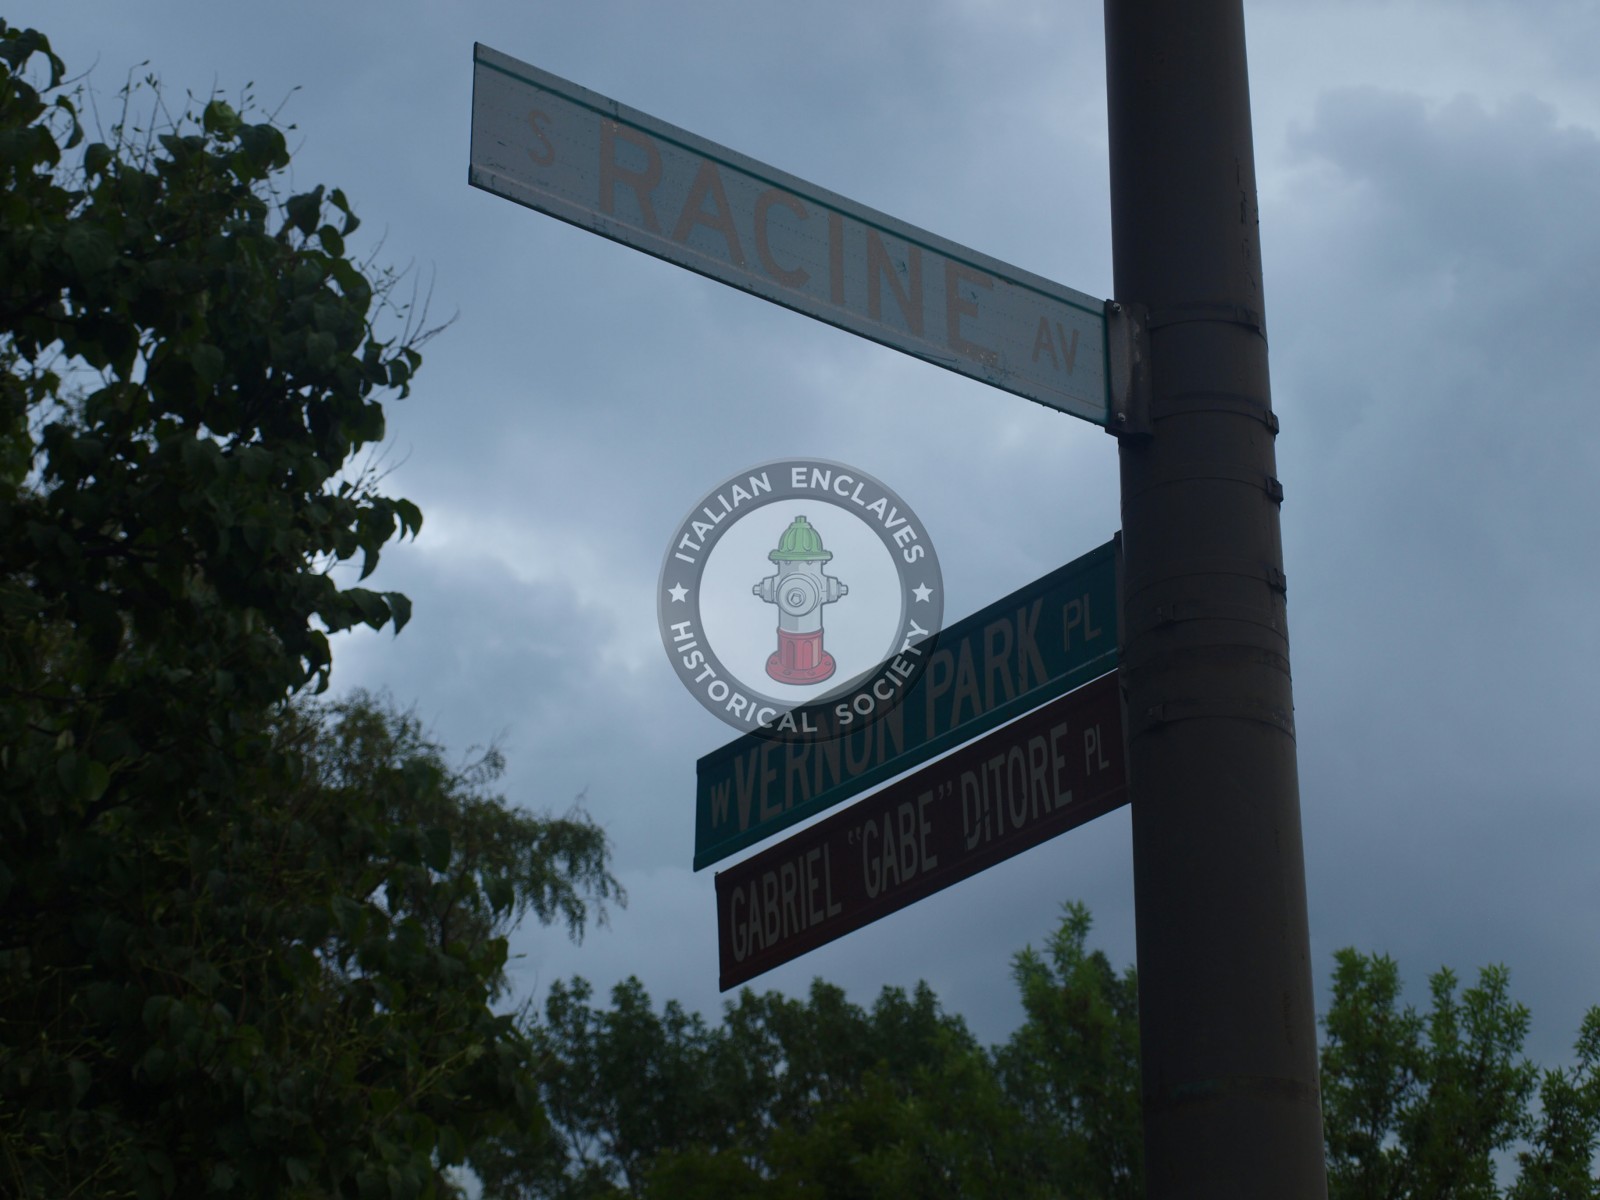 S RACINE AV
ITALIAN ENCLAVES
HISTORICAL SOCIETY
W VERNON PARK PL
GABRIEL "GABE" DITORE PL